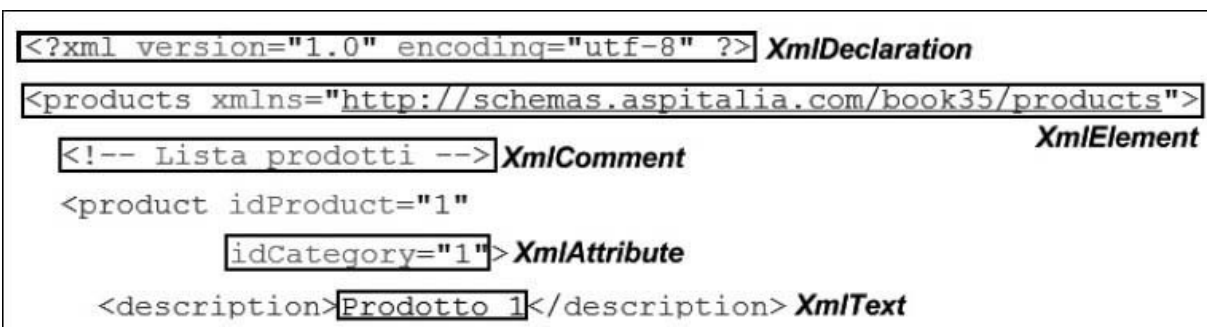 <?xml version="1.0" encoding="utf-8" ?> XmlDeclaration
<products xmlns="http://schemas.aspitalia.com/book35/products">
XmlElement
<!-- Lista prodotti --> XmlComment
<product idProduct="1"
idCategory="1"> XmlAttribute
<description>Prodotto 1</description> XmlText